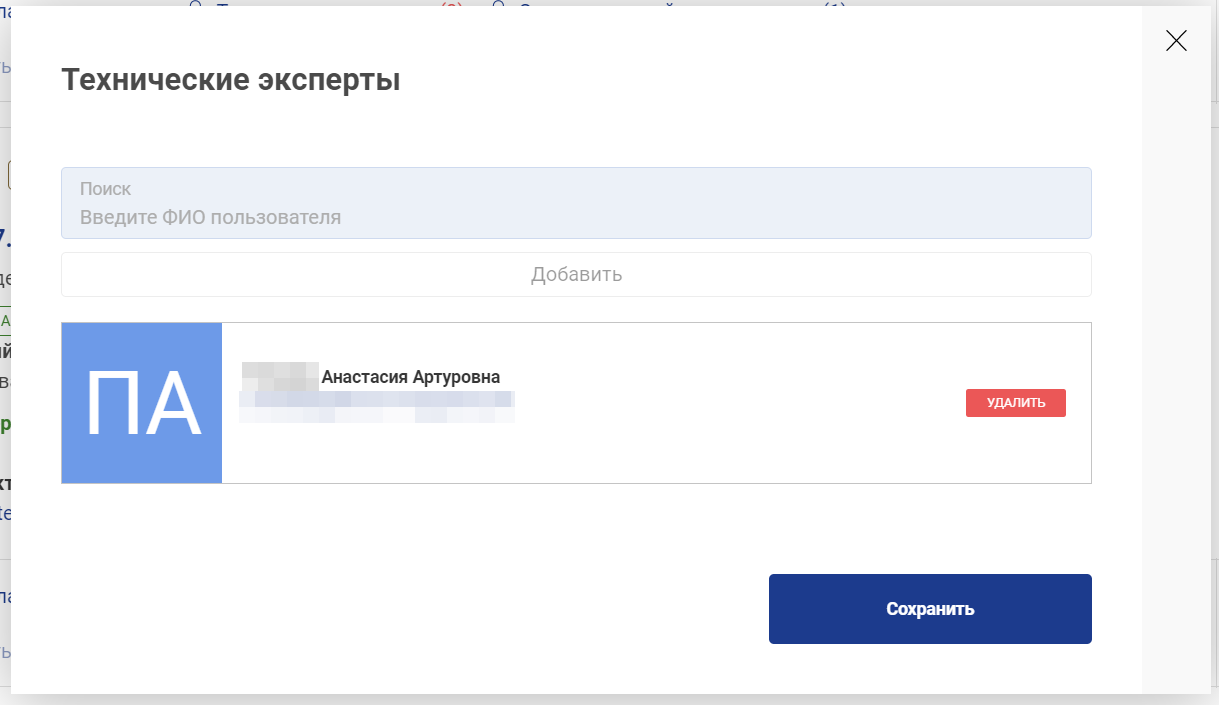 Технические эксперты
Поиск
Введите ФИО пользователя
Добавить
ПА
Анастасия Артуровна
УДАЛИТЬ
Сохранить